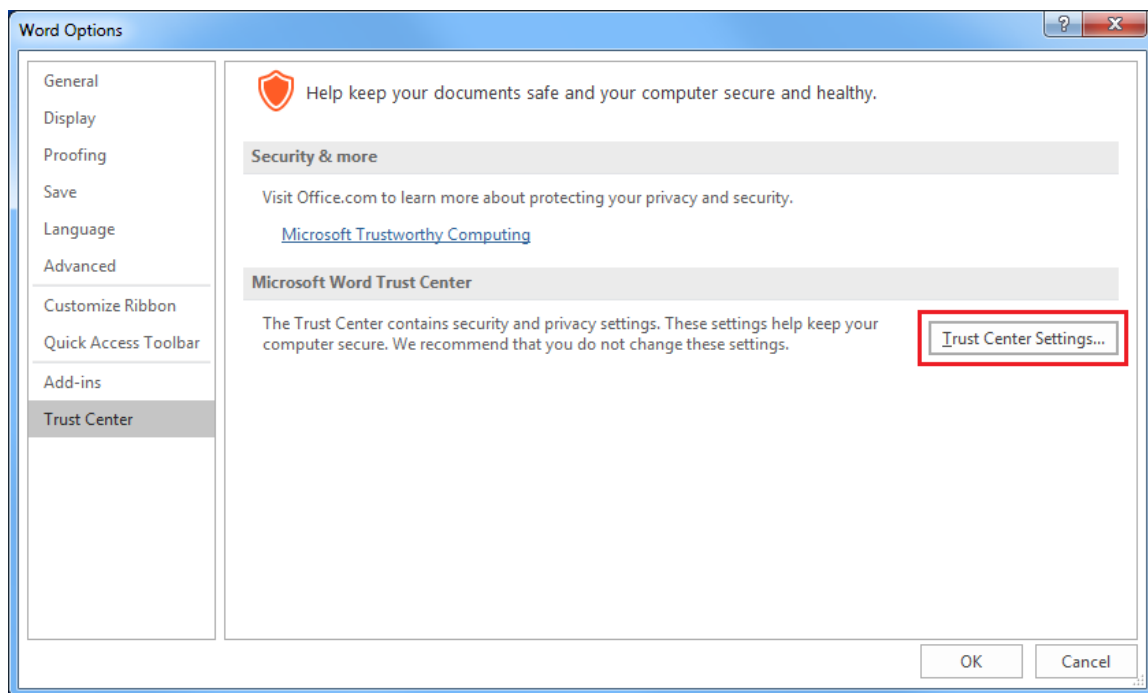 Word Options
General
Display
Proofing
Save
Language
Advanced
Customize Ribbon
Quick Access Toolbar
Add-ins
Trust Center
Help keep your documents safe and your computer secure and healthy.
Security & more
Visit Office.com to learn more about protecting your privacy and security.
Microsoft Trustworthy Computing
Microsoft Word Trust Center
The Trust Center contains security and privacy settings. These settings help keep your
computer secure. We recommend that you do not change these settings.
Trust Center Settings...
OK
Cancel